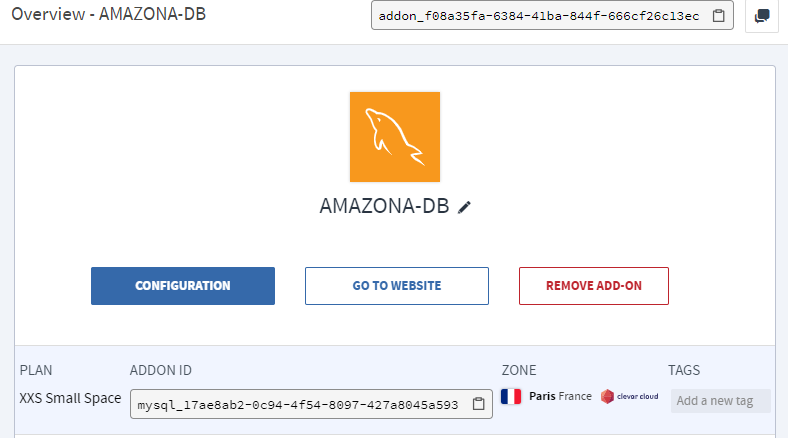 Overview - AMAZONA-DB
addon_f08a35fa-6384-41ba-844f-666cf26c13ec
AMAZONA-DB
CONFIGURATION
GO TO WEBSITE
REMOVE ADD-ON
PLAN
ADDON ID
ZONE
TAGS
XXS Small Space
mysql_17ae8ab2-0c94-4f54-8097-427a8045a593
Paris France
clever cloud
Add a new tag